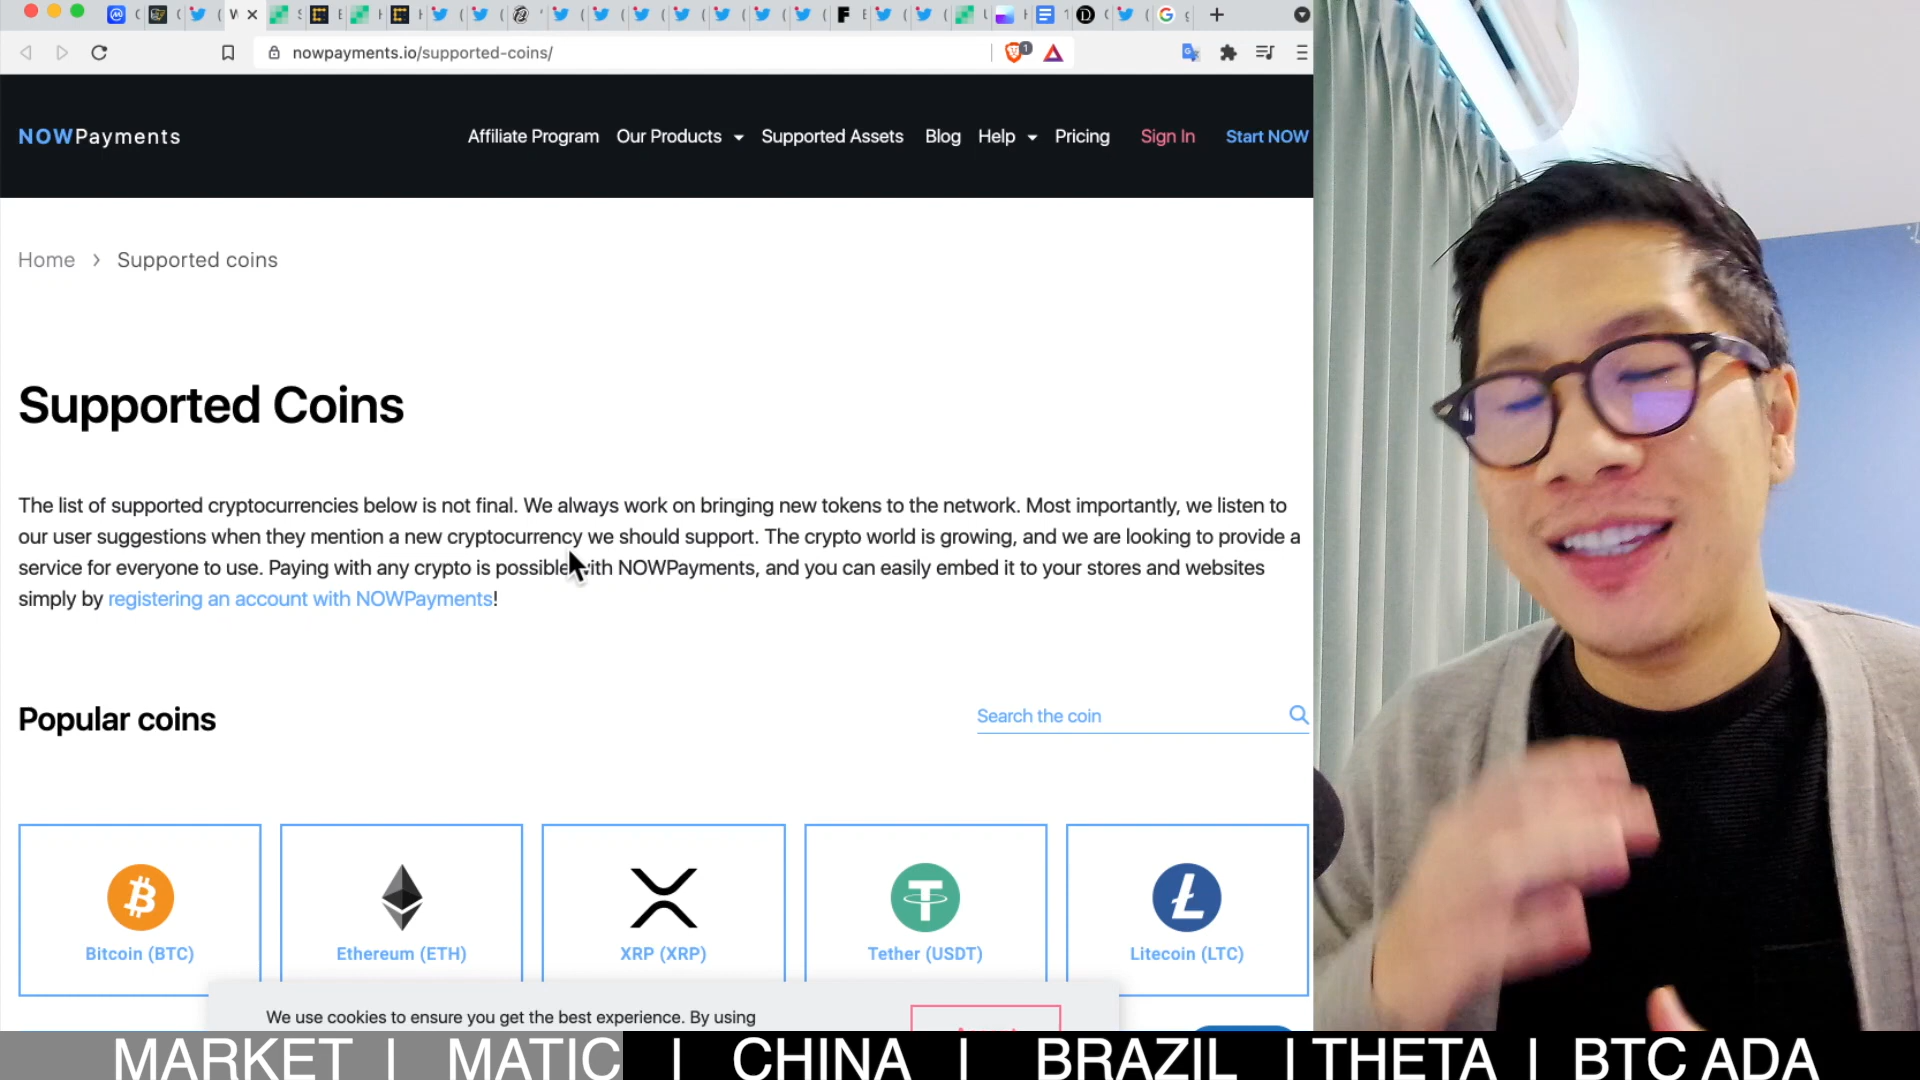 nowpayments.io/supported-coins/
NOWPayments
Affiliate Program Our Products Supported Assets Blog Help Pricing Sign In Start NOW
Home > Supported coins
Supported Coins
The list of supported cryptocurrencies below is not final. We always work on bringing new tokens to the network. Most importantly, we listen to
our user suggestions when they mention a new cryptocurrency we should support. The crypto world is growing, and we are looking to provide a
service for everyone to use. Paying with any crypto is possible with NOWPayments, and you can easily embed it to your stores and websites
simply by registering an account with NOWPayments!
Popular coins
Search the coin
Bitcoin (BTC)
Ethereum (ETH)
XRP (XRP)
Tether (USDT)
Litecoin (LTC)
We use cookies to ensure you get the best experience. By using
MARKET | MATIC | CHINA | BRAZIL | THETA | BTC ADA